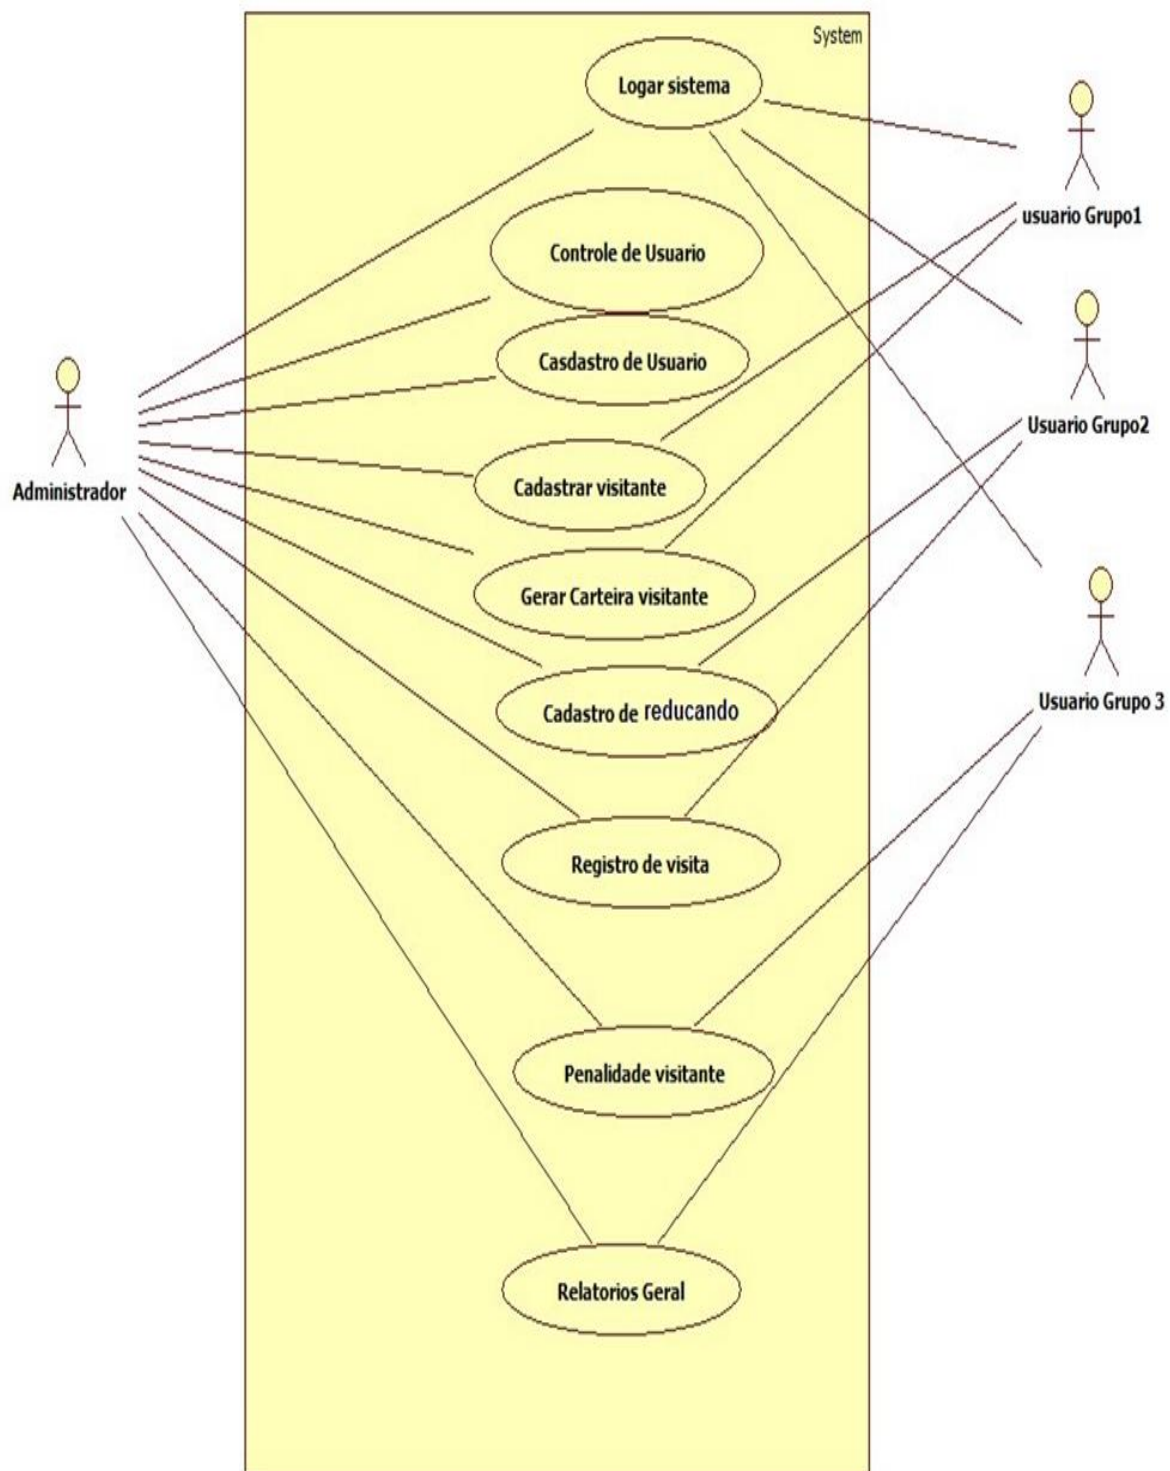 System
Logar sistema
usuario Grupo1
Controle de Usuario
Casdastro de Usuario
Usuario Grupo2
Cadastrar visitante
Administrador
Gerar Carteira visitante
Cadastro de reducando
Usuario Grupo 3
Registro de visita
Penalidade visitante
Relatorios Geral